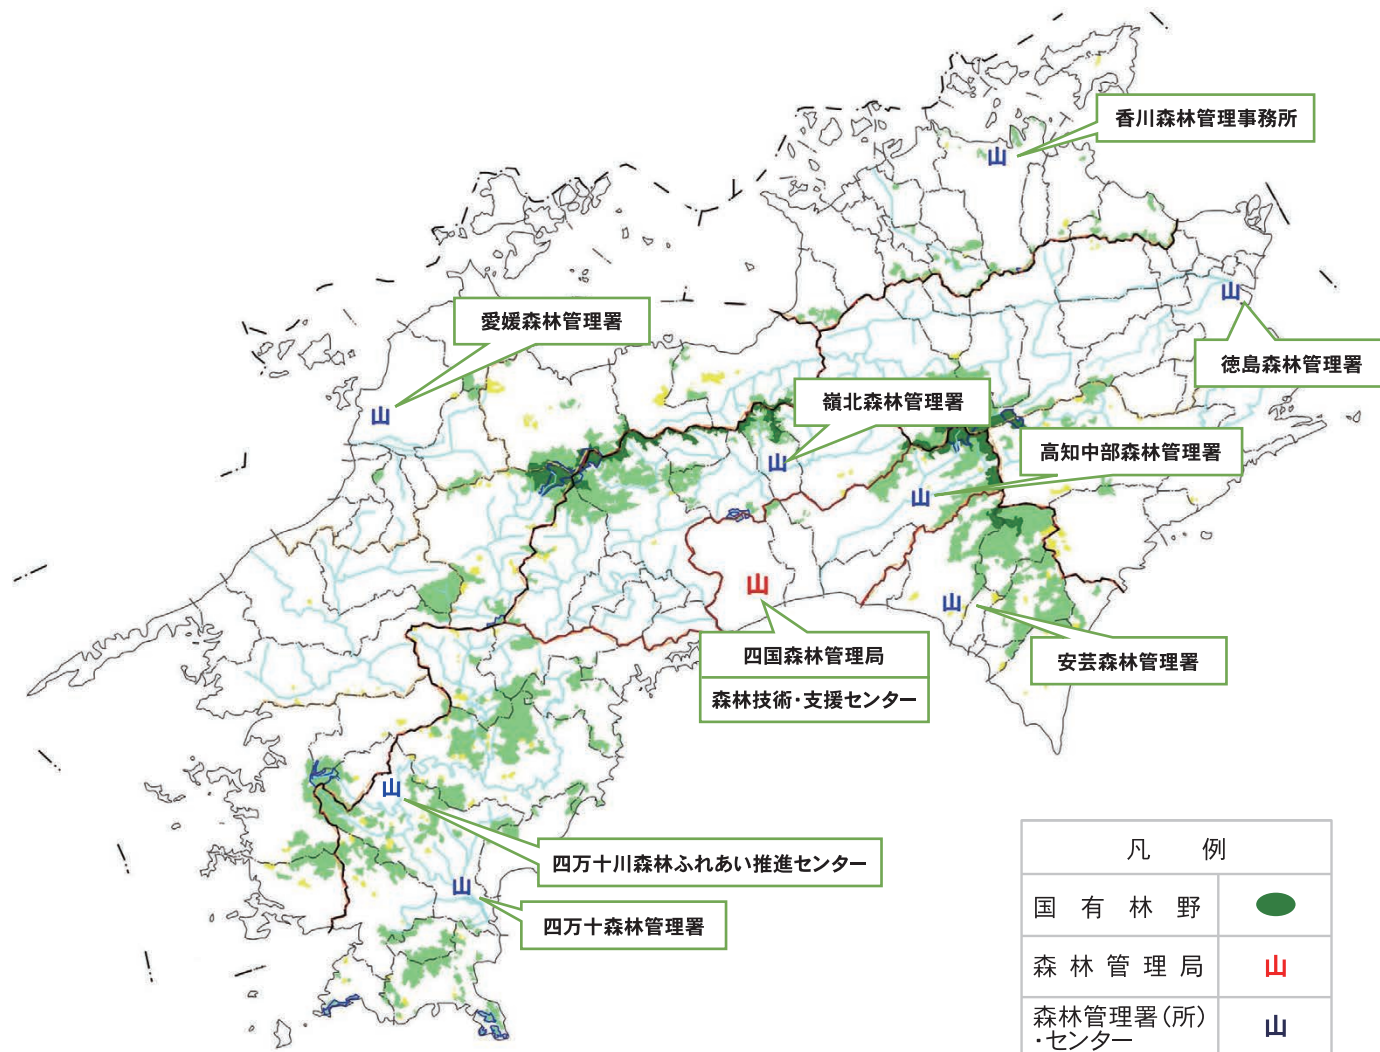 香川森林管理事務所
愛媛森林管理署
徳島森林管理署
嶺北森林管理署
高知中部森林管理署
四国森林管理局
森林技術・支援センター
安芸森林管理署
四万十川森林ふれあい推進センター
四万十森林管理署
凡 例
国有林野
森林管理局
森林管理署(所)
・センター